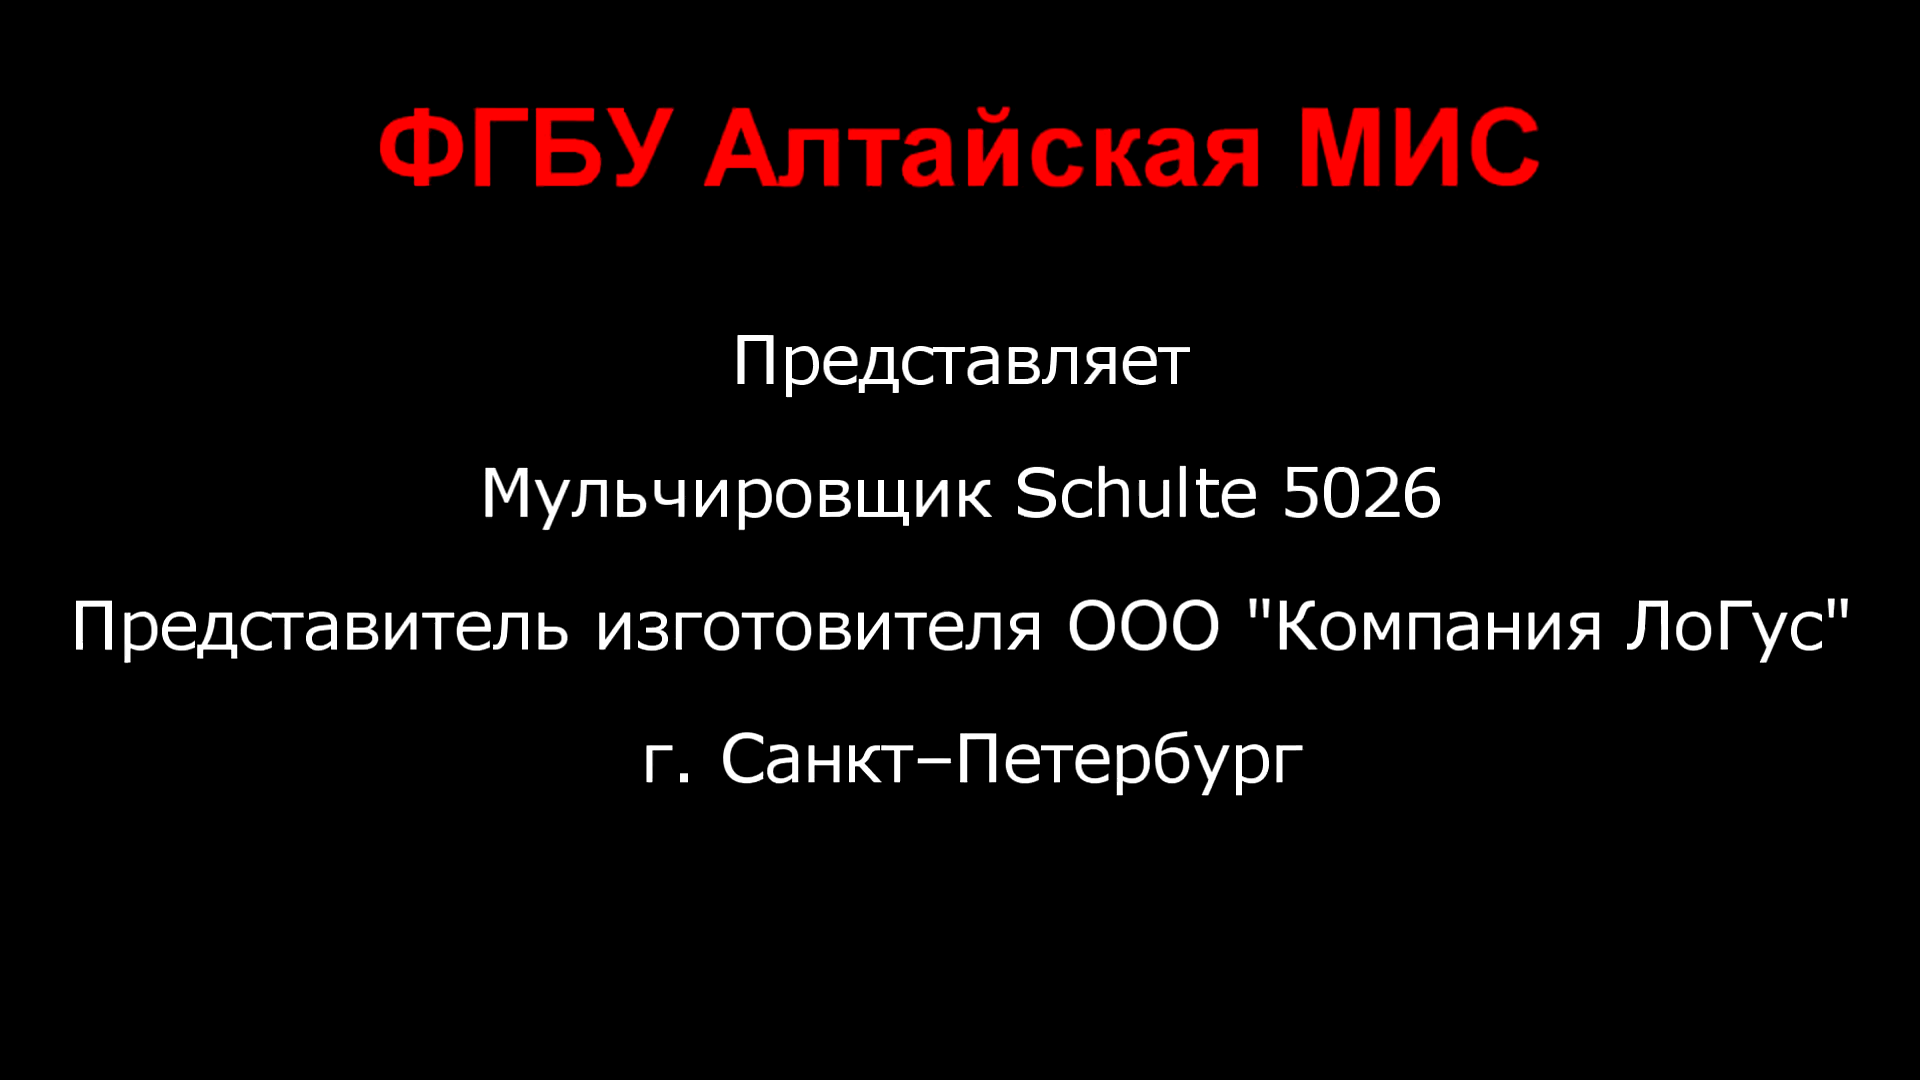 ФГБУ Алтайская МИС
Представляет
Мульчировщик Schulte 5026
Представитель изготовителя ООО "Компания ЛоГус"
г. Санкт–Петербург